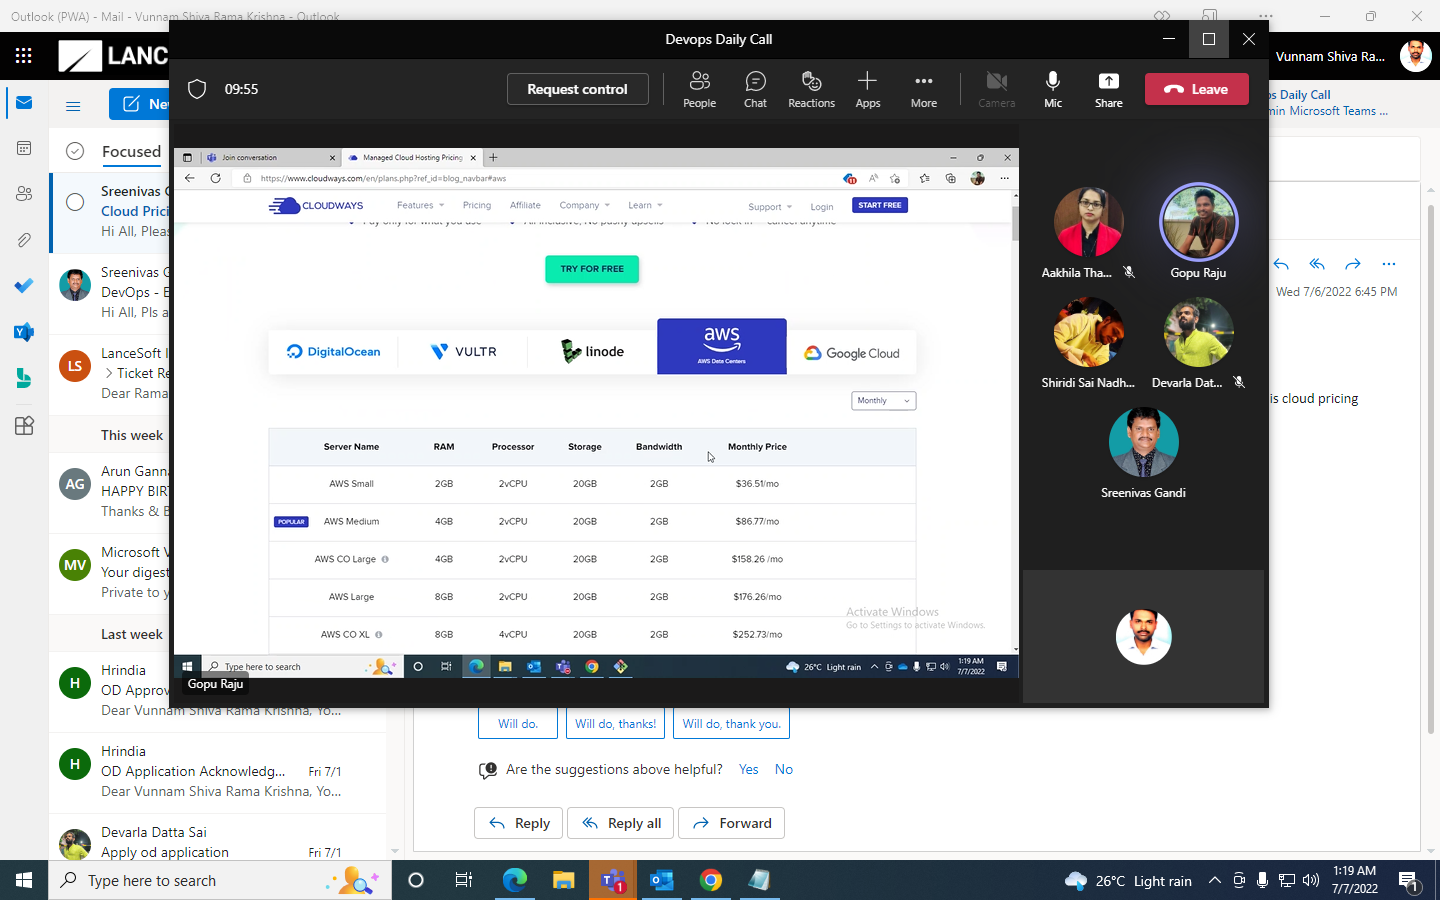 Outlook (PWA) - Mail - Vunnam Shiva Rama Krishna - Outlook
Devops Daily Call
09:55
Request control
People
Chat
Reactions
Apps
More
Camera
Mic
Share
Leave
LANC
Vunnam Shiva Ra...
Daily Call
Microsoft Teams ...
Focused
Sreenivas
Cloud
Hi All,
Sreenivas
DevOps -
Hi All, Pls
LS
LanceSoft
> Ticket
Dear Rama
This week
AG
Arun
HAPPY
Thanks &
MV
Microsoft
Your digest
Private to
Last week
H
Hrindia
OD
Dear Vunnam Shiva Rama Krishna, Yo...
H
Hrindia
OD Application Acknowledg...
Fri 7/1
Dear Vunnam Shiva Rama Krishna, Yo...
Devarla Datta Sai
Apply od application
Fri 7/1
Join conversation
Managed Cloud Hosting Pricing
https://www.cloudways.com/en/plans.php?ref_id=blog_navbar#aws
CLOUDWAYS
Features
Pricing
Affiliate
Company
Learn
Support
Login
START FREE
TRY FOR FREE
DigitalOcean
VULTR
linode
aws
AWS Data Centers
Google Cloud
Monthly
Server Name RAM Processor Storage Bandwidth Monthly Price
AWS Small 2GB 2vCPU 20GB 2GB $36.51/mo
POPULAR AWS Medium 4GB 2vCPU 20GB 2GB $86.77/mo
AWS CO Large 4GB 2vCPU 20GB 2GB $158.26 /mo
AWS Large 8GB 2vCPU 20GB 2GB $176.26/mo
AWS CO XL 8GB 4vCPU 20GB 2GB $252.73/mo
Activate Windows
Go to Settings to activate Windows.
Type here to search
26°C Light rain
1:19 AM
7/7/2022
Gopu Raju
Aakhila Tha...
Gopu Raju
Shiridi Sai Nadh...
Devarla Dat...
Sreenivas Gandi
Wed 7/6/2022 6:45 PM
is cloud pricing
Will do.
Will do, thanks!
Will do, thank you.
Are the suggestions above helpful?
Yes
No
Reply
Reply all
Forward
Type here to search
1
26°C Light rain
1:19 AM
7/7/2022
1